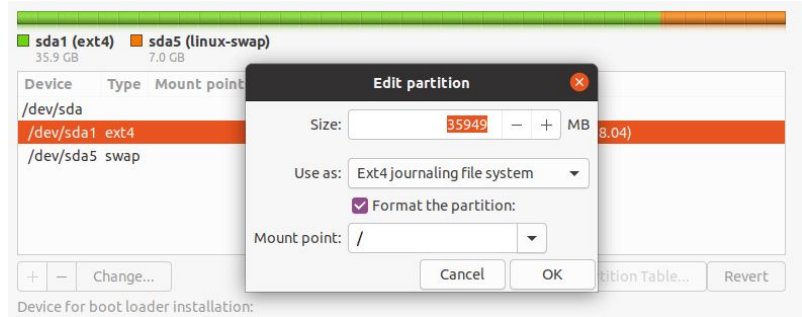 sda1 (ext4) sda5 (linux-swap)
35.9 GB 7.0 GB
Device Type Mount point
/dev/sda
/dev/sda1 ext4 8.04)
/dev/sda5 swap
Edit partition
Size: 35949 − + MB
Use as: Ext4 journaling file system
Format the partition:
Mount point: /
Cancel OK
+ − Change... Table... Revert
Device for boot loader installation: